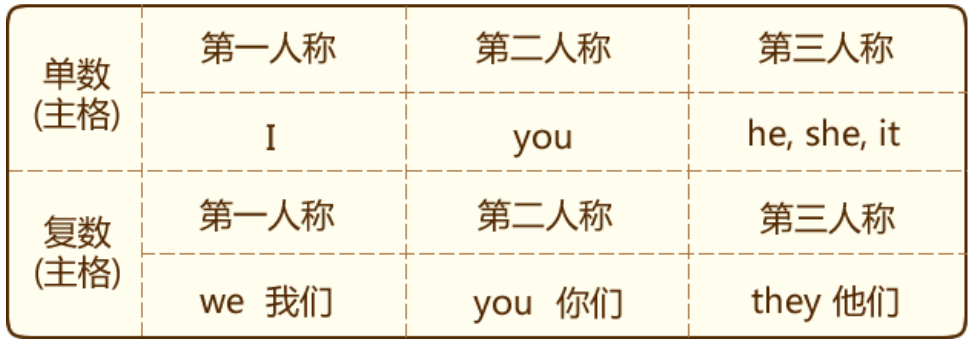 单数
(主格)
第一人称 第二人称 第三人称
I you he, she, it
复数
(主格)
第一人称 第二人称 第三人称
we 我们 you 你们 they 他们